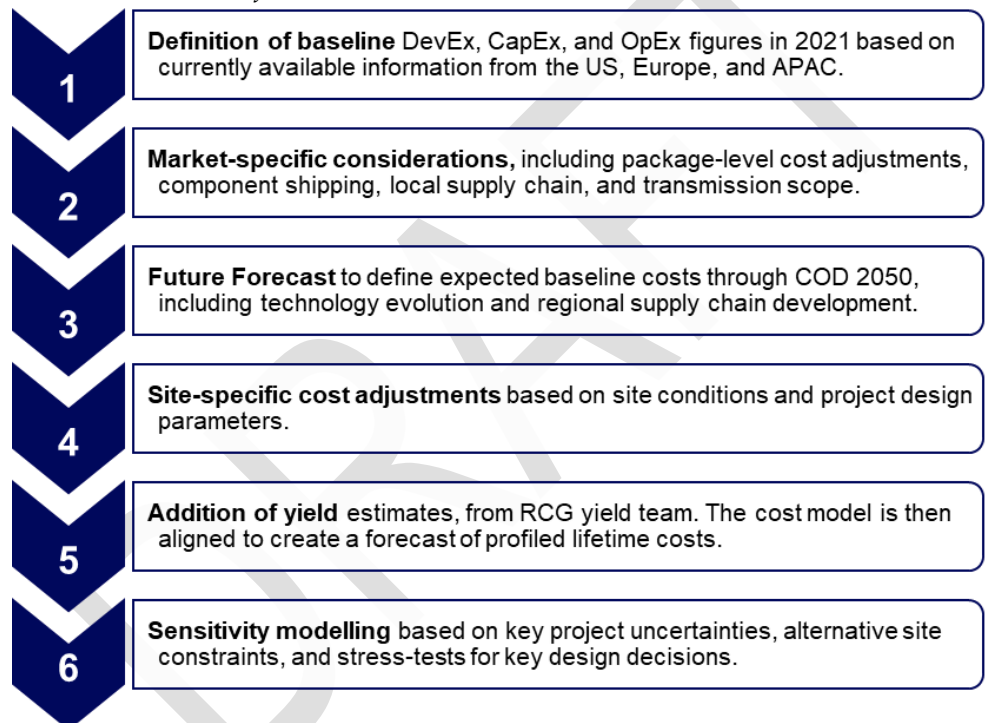 1
Definition of baseline DevEx, CapEx, and OpEx figures in 2021 based on
currently available information from the US, Europe, and APAC.
2
Market-specific considerations, including package-level cost adjustments,
component shipping, local supply chain, and transmission scope.
3
Future Forecast to define expected baseline costs through COD 2050,
including technology evolution and regional supply chain development.
4
Site-specific cost adjustments based on site conditions and project design
parameters.
5
Addition of yield estimates, from RCG yield team. The cost model is then
aligned to create a forecast of profiled lifetime costs.
6
Sensitivity modelling based on key project uncertainties, alternative site
constraints, and stress-tests for key design decisions.
DRAFT